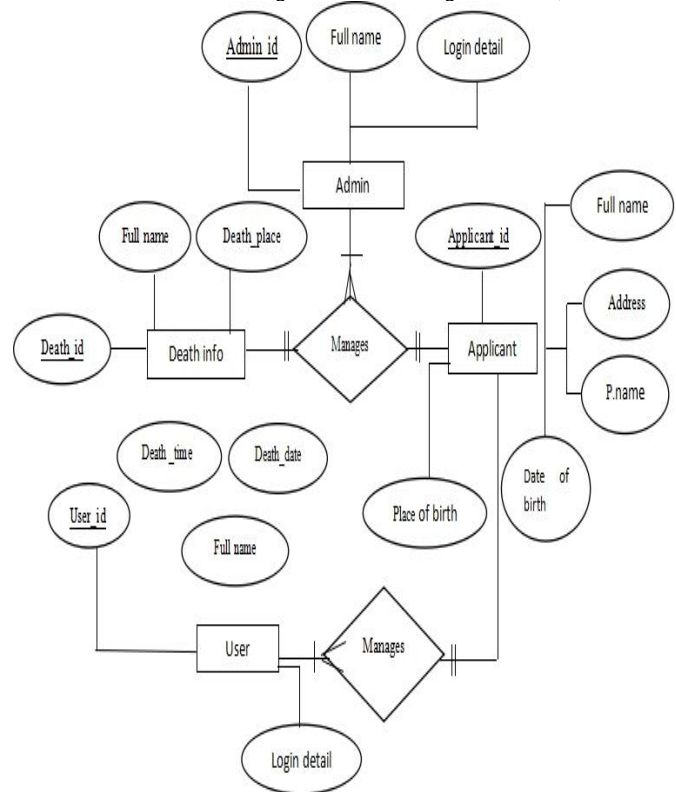 Admin id
Full name
Login detail
Admin
Full name
Full name
Death_place
Applicant_id
Address
Death_id
Death info
Manages
Applicant
P.name
Death_time
Death_date
Date of
birth
User_id
Place of birth
Full name
User
Manages
Login detail